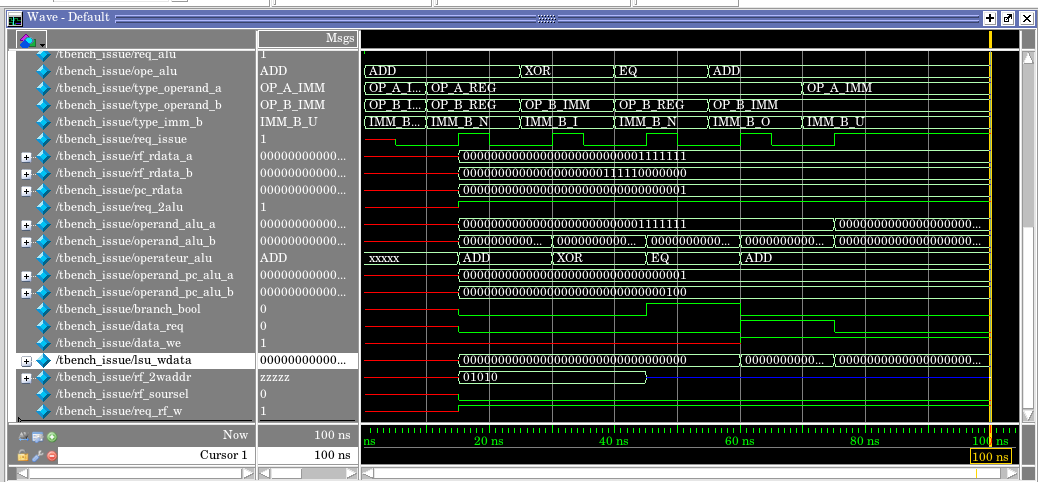 Wave - Default
Msgs
/tbench_issue/req_alu 1
/tbench_issue/ope_alu ADD ADD XOR EQ ADD
/tbench_issue/type_operand_a OP_A_IMM OP_A_I... OP_A_REG OP_A_IMM
/tbench_issue/type_operand_b OP_B_IMM OP_B_I... OP_B_REG OP_B_IMM OP_B_REG OP_B_IMM
/tbench_issue/type_imm_b IMM_B_U IMM_B... IMM_B_N IMM_B_I IMM_B_N IMM_B_O IMM_B_U
/tbench_issue/req_issue 1
/tbench_issue/rf_rdata_a 00000000000... 00000000000000000000000001111111
/tbench_issue/rf_rdata_b 00000000000... 00000000000000000000111110000000
/tbench_issue/pc_rdata 00000000000... 00000000000000000000000000000001
/tbench_issue/req_2alu 1
/tbench_issue/operand_alu_a 00000000000... 00000000000000000000000001111111 0000000000000000000...
/tbench_issue/operand_alu_b 00000000000... 0000000000... 0000000000... 0000000000... 0000000000... 0000000000000000000...
/tbench_issue/operateur_alu ADD xxxxx ADD XOR EQ ADD
/tbench_issue/operand_pc_alu_a 00000000000... 00000000000000000000000000000001
/tbench_issue/operand_pc_alu_b 00000000000... 00000000000000000000000000000100
/tbench_issue/branch_bool 0
/tbench_issue/data_req 0
/tbench_issue/data_we 1
/tbench_issue/lsu_wdata 00000000000... 00000000000000000000000000000000 0000000000... 0000000000000000000...
/tbench_issue/rf_2waddr zzzzz 01010
/tbench_issue/rf_soursel 0
/tbench_issue/req_rf_w 1
Now 100 ns ns 20 ns 40 ns 60 ns 80 ns 100 ns
Cursor 1 100 ns 100 ns